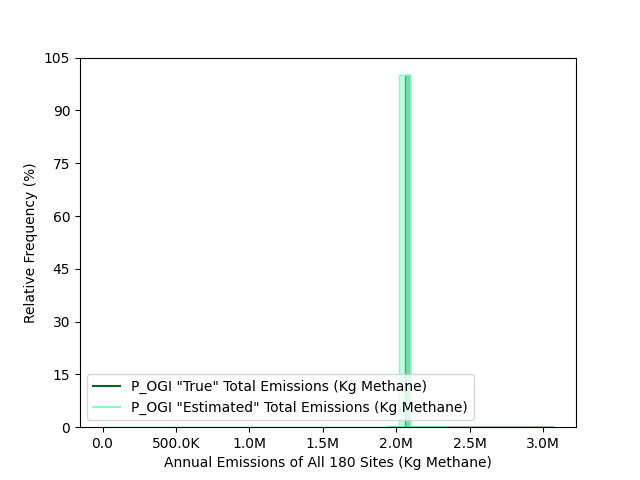 105
90
75
60
45
30
15
0
Relative Frequency (%)
P_OGI "True" Total Emissions (Kg Methane)
P_OGI "Estimated" Total Emissions (Kg Methane)
0.0 500.0K 1.0M 1.5M 2.0M 2.5M 3.0M
Annual Emissions of All 180 Sites (Kg Methane)